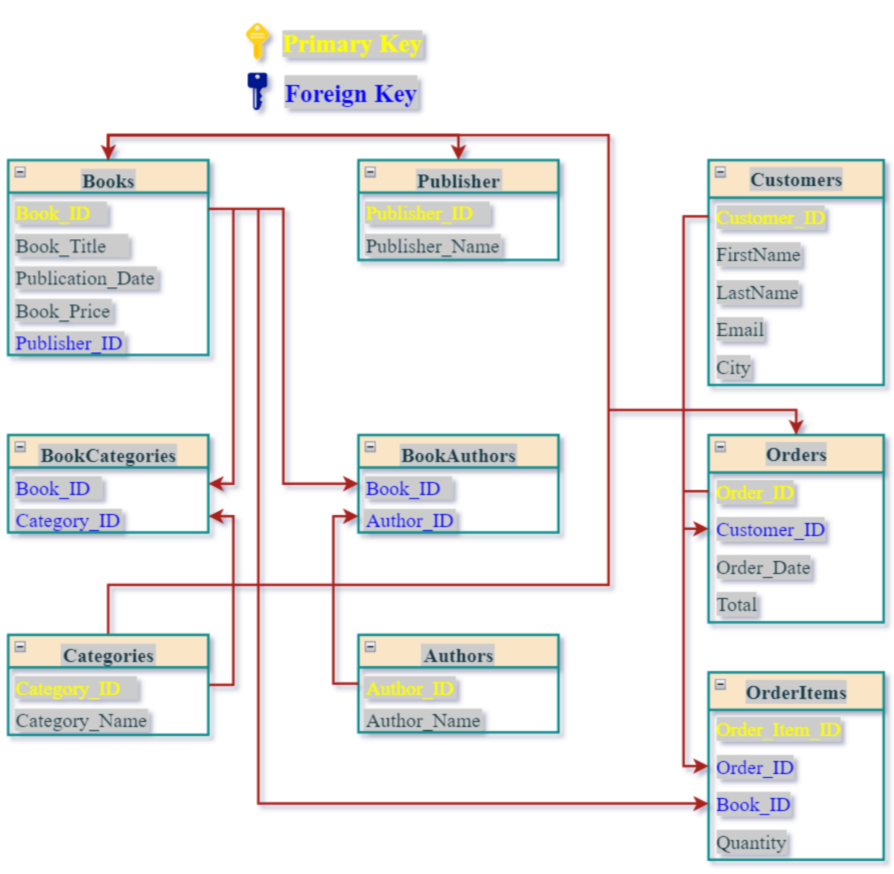 Primary Key
Foreign Key
Books
Book_ID
Book_Title
Publication_Date
Book_Price
Publisher_ID
Publisher
Publisher_ID
Publisher_Name
Customers
Customer_ID
FirstName
LastName
Email
City
BookCategories
Book_ID
Category_ID
BookAuthors
Book_ID
Author_ID
Orders
Order_ID
Customer_ID
Order_Date
Total
Categories
Category_ID
Category_Name
Authors
Author_ID
Author_Name
OrderItems
Order_Item_ID
Order_ID
Book_ID
Quantity